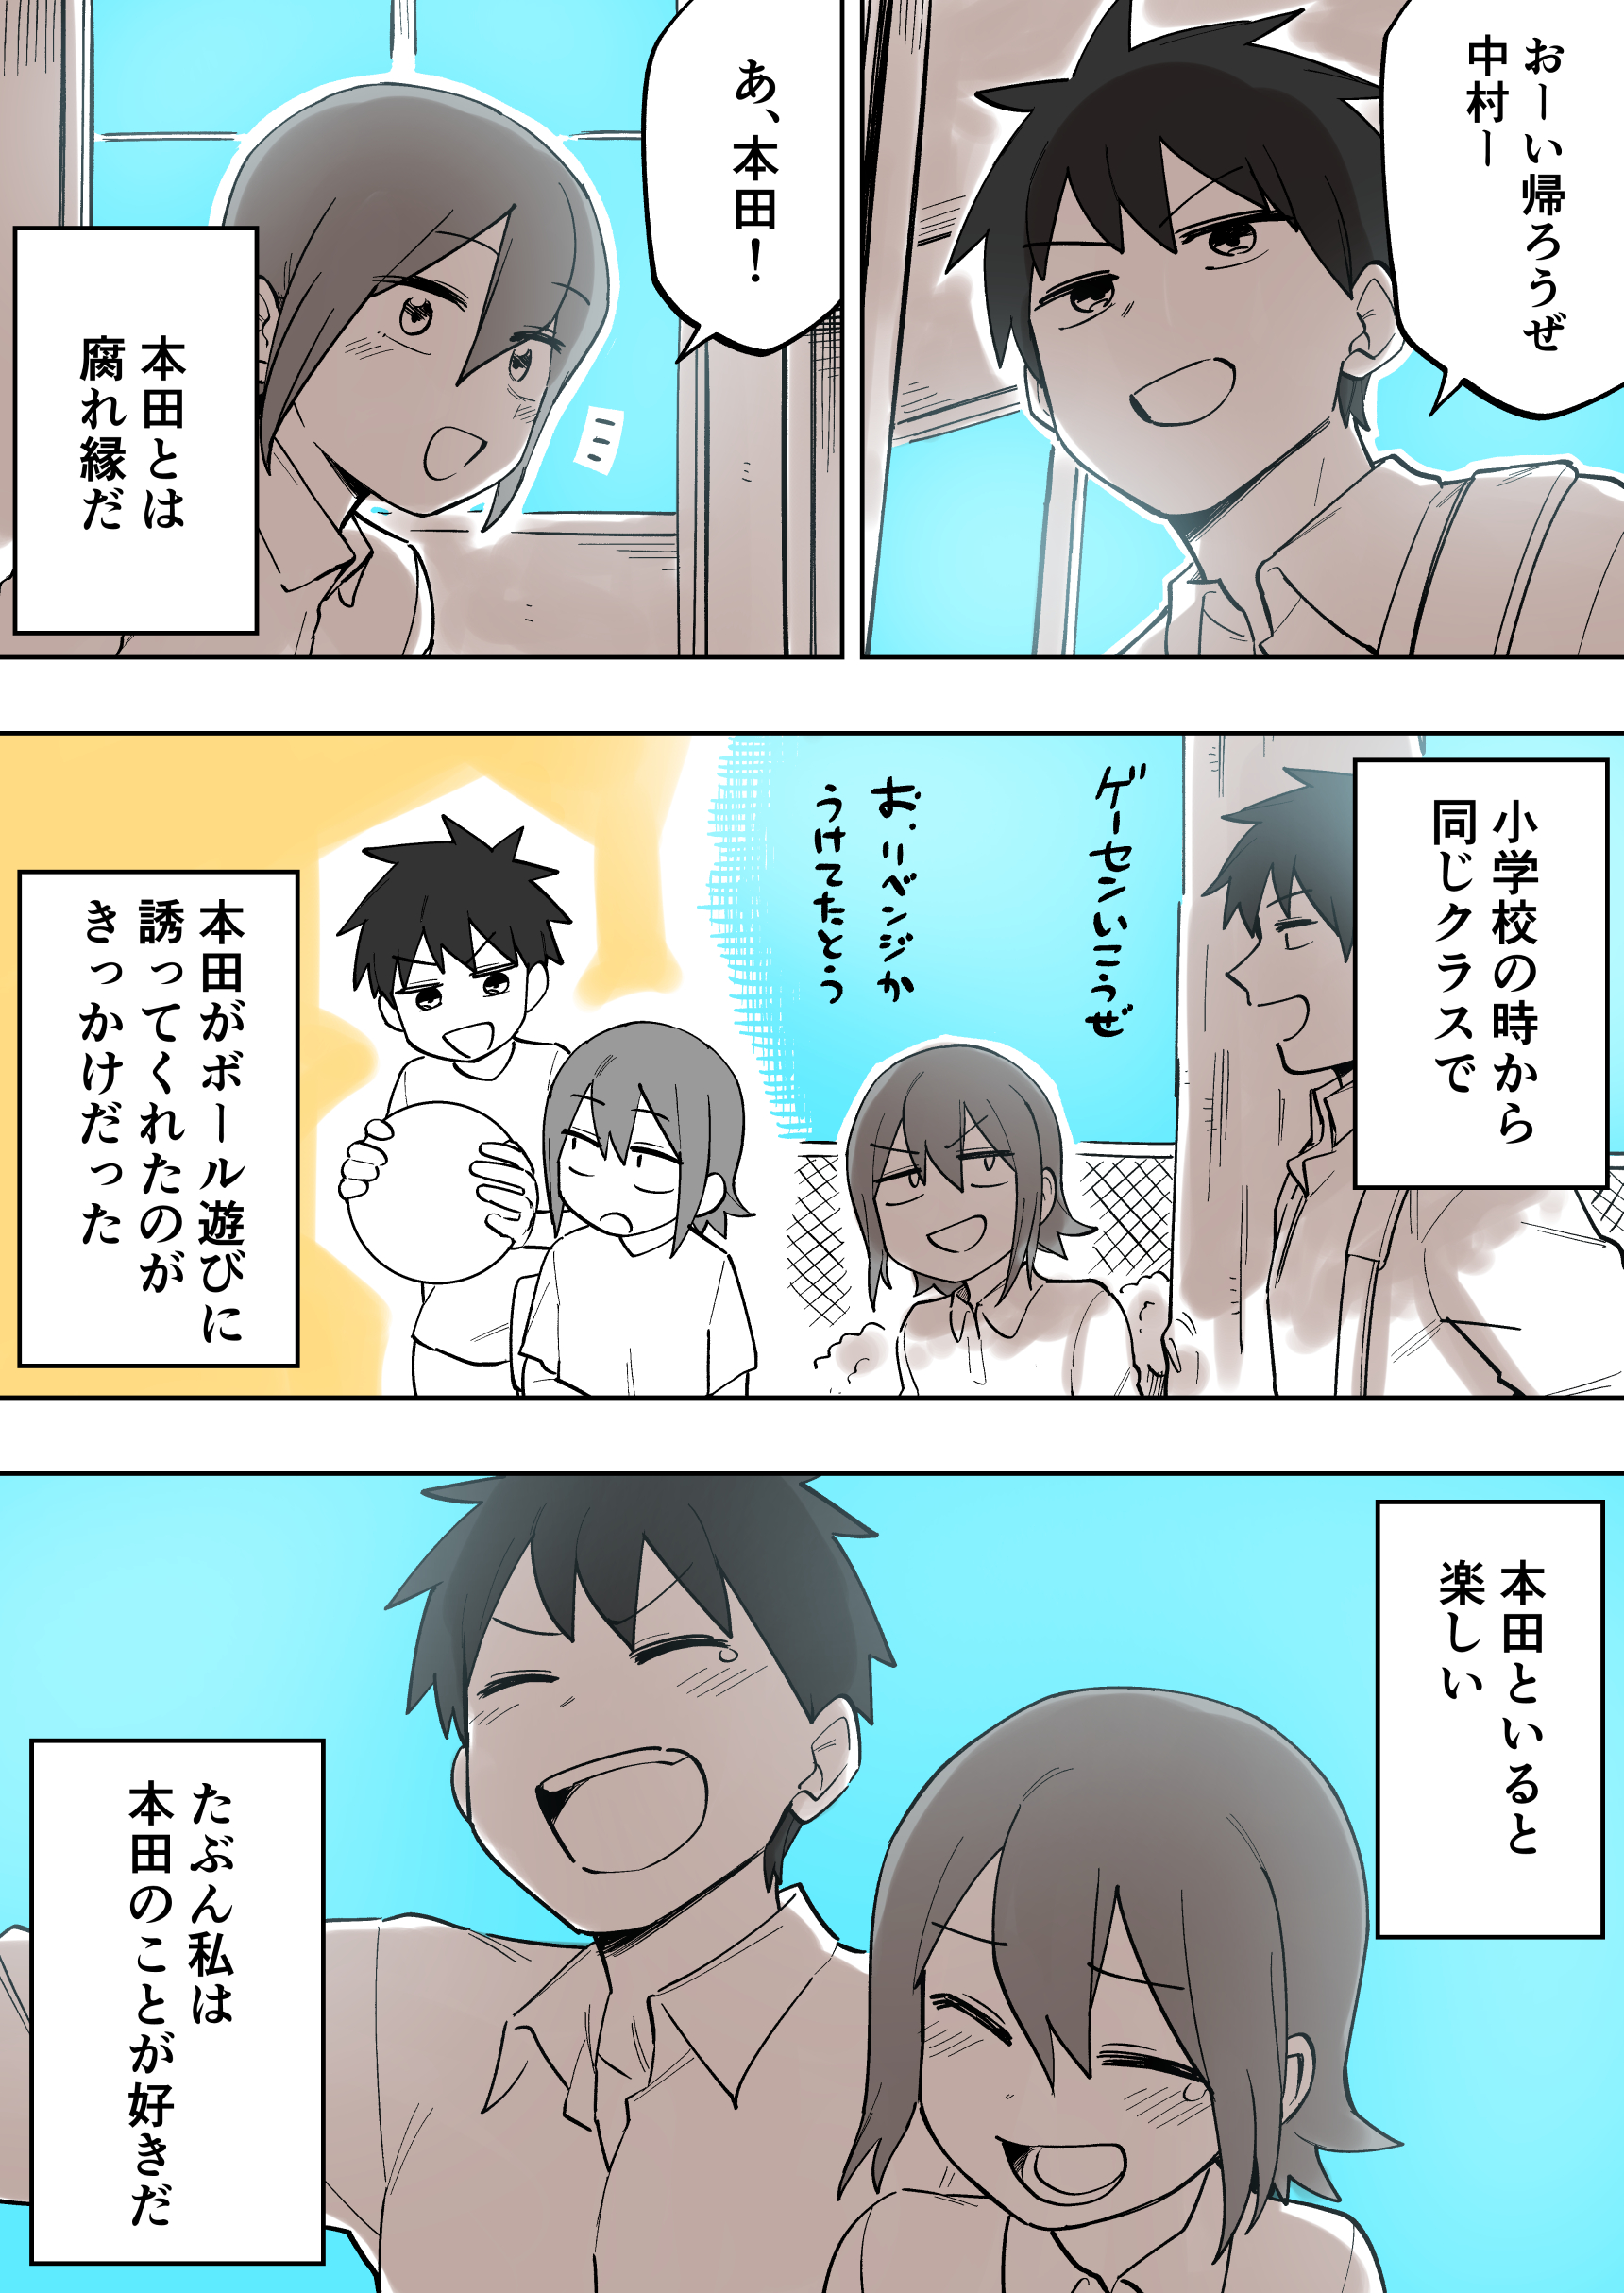 おーい帰ろうぜ
中村ー
あ、本田！
本田とは
腐れ縁だ
小学校の時から
同じクラスで
ゲーセンいこうぜ
お、リベンジか
うけてたとう
本田がボール遊びに
誘ってくれたのが
きっかけだった
本田といると
楽しい
たぶん私は
本田のことが好きだ